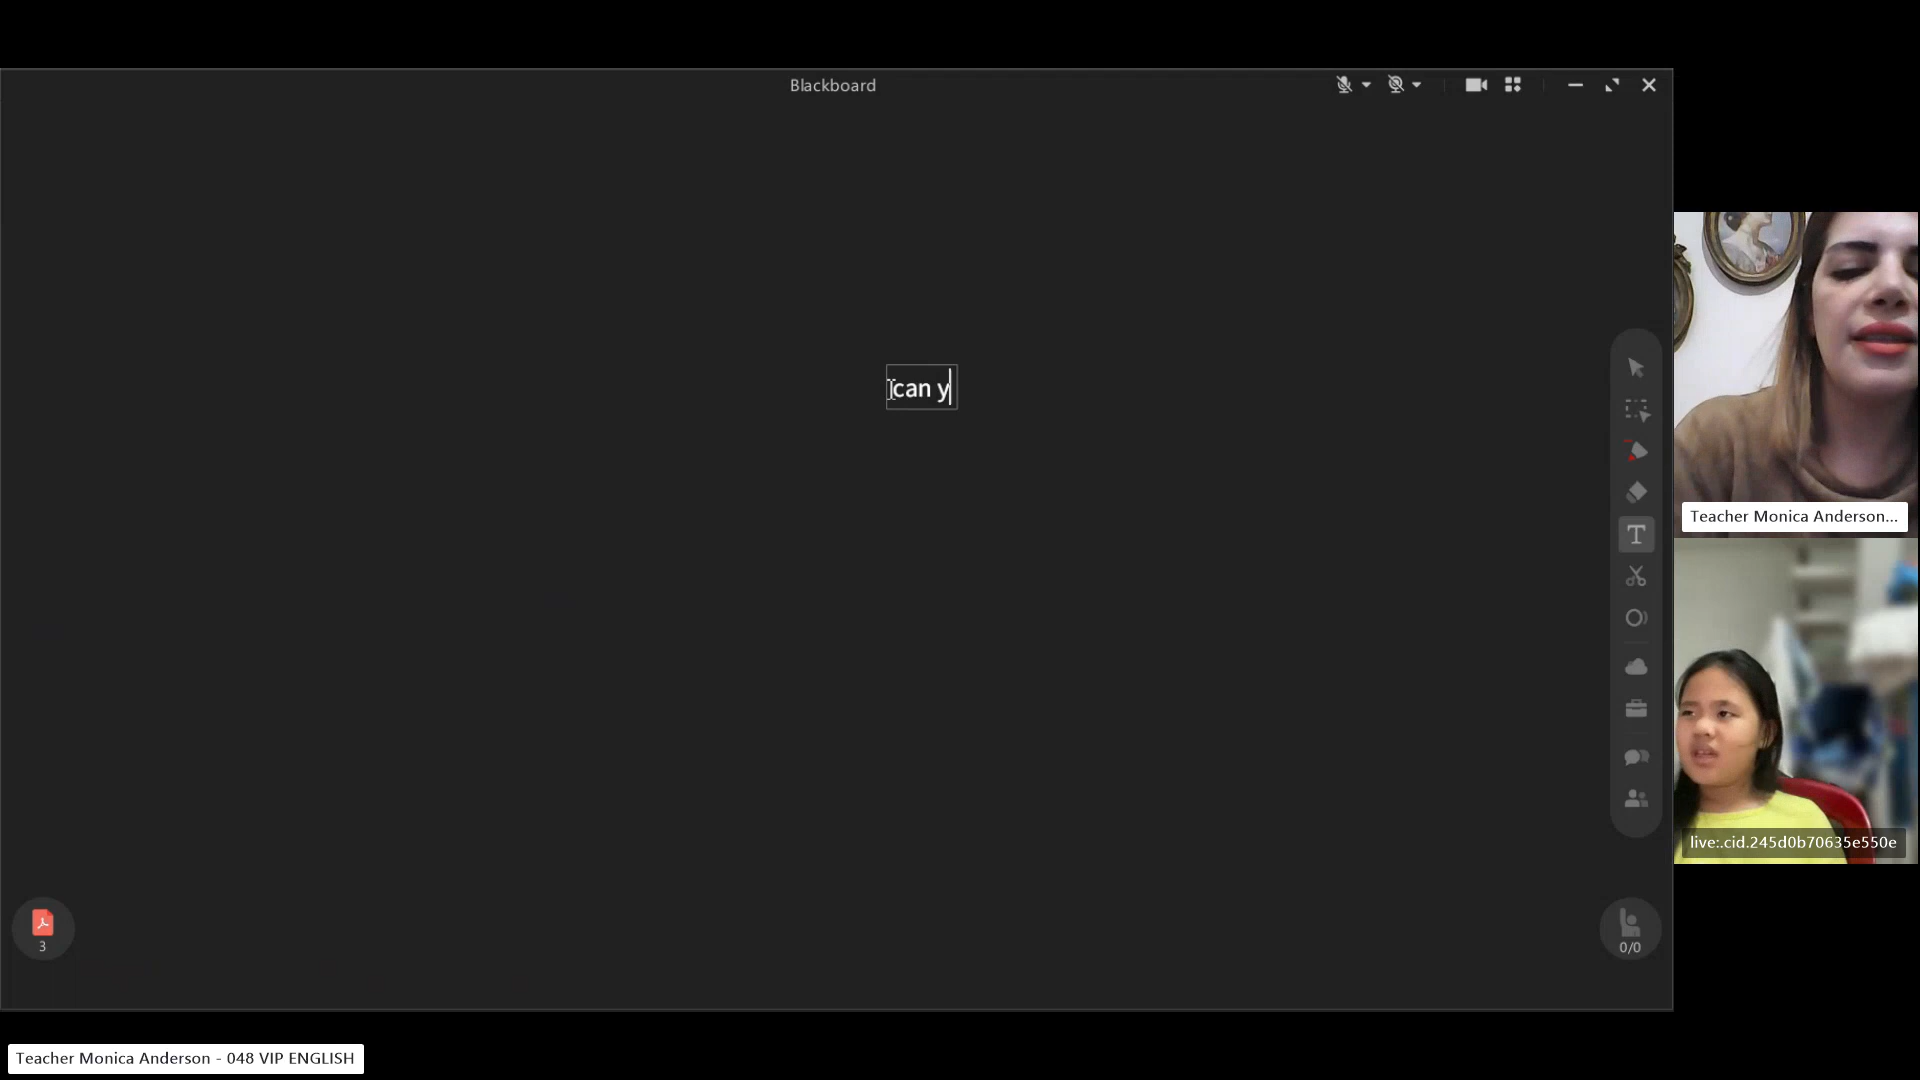 Blackboard
can y
Teacher Monica Anderson...
live:.cid.245d0b70635e550e
3
0/0
Teacher Monica Anderson - 048 VIP ENGLISH